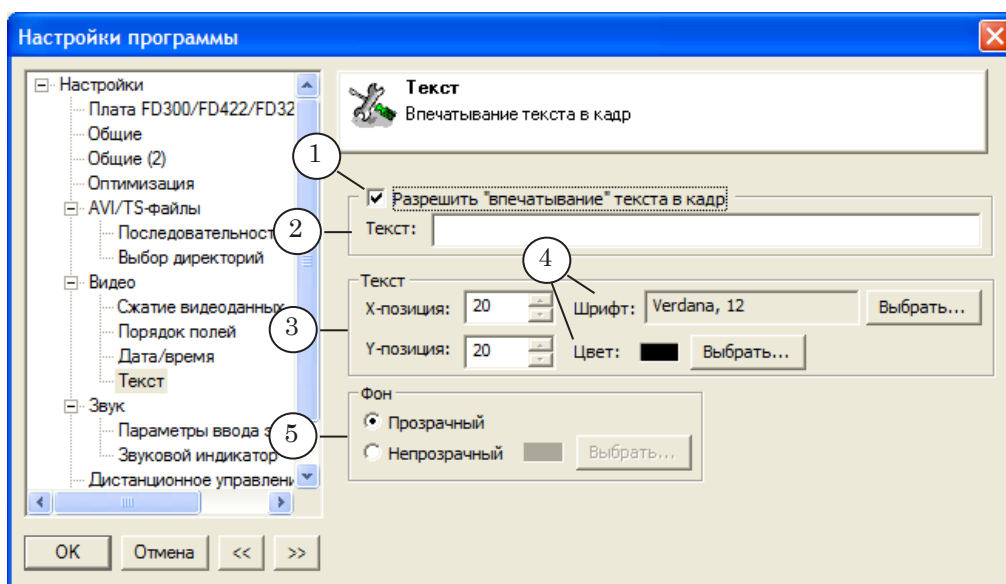 Настройки программы
Настройки
Плата FD300/FD422/FD32
Общие
Общие (2)
Оптимизация
AVI/TS-файлы
Последовательност
Выбор директорий
Видео
Сжатие видеоданных
Порядок полей
Дата/время
Текст
Звук
Параметры ввода з
Звуковой индикатор
Дистанционное управлени
OK
Отмена
<<
>>
Текст
Впечатывание текста в кадр
1
Разрешить "впечатывание" текста в кадр
2
Текст:
4
Текст
3
X-позиция: 20 Шрифт: Verdana, 12 Выбрать...
Y-позиция: 20 Цвет: Выбрать...
Фон
5
Прозрачный
Непрозрачный Выбрать...